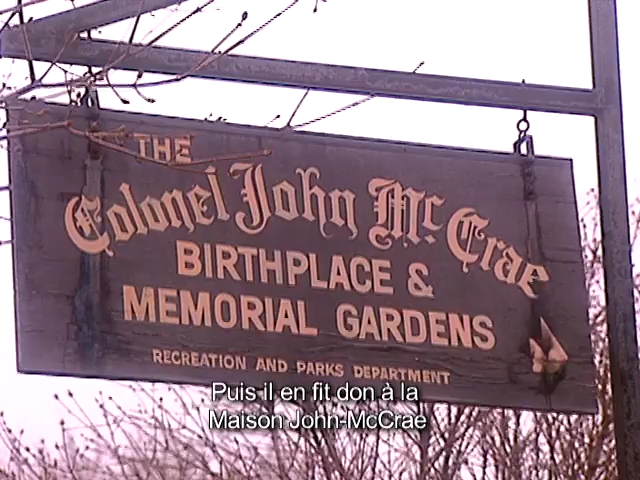 THE
Colonel John McCrae
BIRTHPLACE &
MEMORIAL GARDENS
RECREATION AND PARKS DEPARTMENT
Puis il en fit don à la
Maison John-McCrae